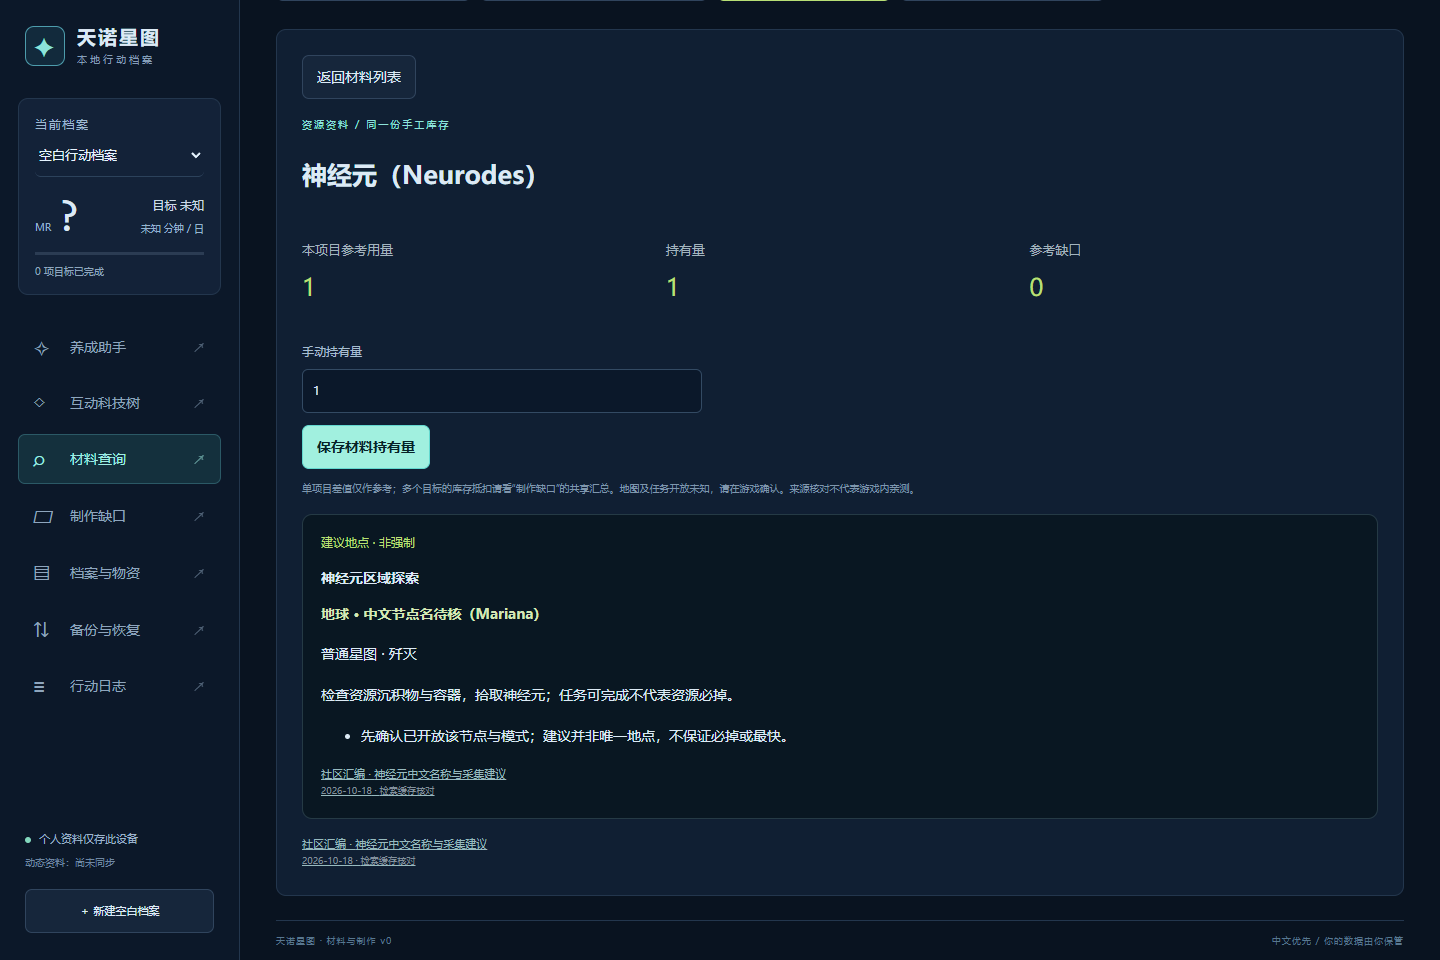 天诺星图
本地行动档案
当前档案
空白行动档案
MR ?
目标 未知
未知 分钟 / 日
0 项目标已完成
养成助手
互动科技树
材料查询
制作缺口
档案与物资
备份与恢复
行动日志
个人资料仅存此设备
动态资料：尚未同步
+ 新建空白档案
返回材料列表
资源资料 / 同一份手工库存
神经元（Neurodes）
本项目参考用量
1
持有量
1
参考缺口
0
手动持有量
1
保存材料持有量
单项目差值仅作参考；多个目标的库存抵扣请看“制作缺口”的共享汇总。地图及任务开放未知，请在游戏确认。来源核对不代表游戏内亲测。
建议地点 · 非强制
神经元区域探索
地球 • 中文节点名待核（Mariana）
普通星图 · 歼灭
检查资源沉积物与容器，拾取神经元；任务可完成不代表资源必掉。
• 先确认已开放该节点与模式；建议并非唯一地点，不保证必掉或最快。
社区汇编 · 神经元中文名称与采集建议
2026-10-18 · 检索缓存核对
社区汇编 · 神经元中文名称与采集建议
2026-10-18 · 检索缓存核对
天诺星图 · 材料与制作 v0
中文优先 / 你的数据由你保管